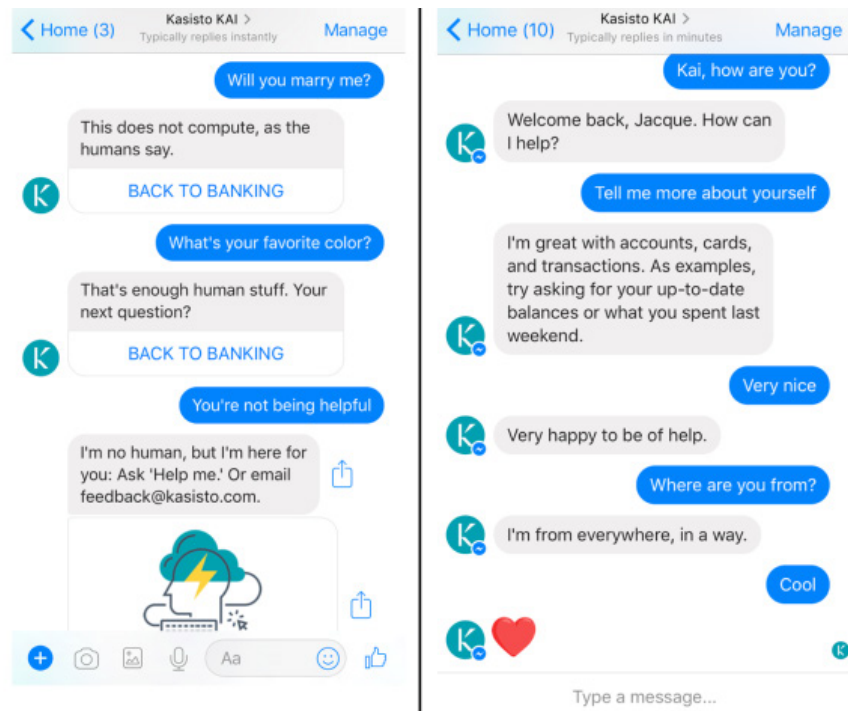 Home (3)
Kasisto KAI >
Typically replies instantly
Manage
Will you marry me?
This does not compute, as the
humans say.
BACK TO BANKING
What's your favorite color?
That's enough human stuff. Your
next question?
BACK TO BANKING
You're not being helpful
I'm no human, but I'm here for
you: Ask 'Help me.' Or email
feedback@kasisto.com.
Aa
Home (10)
Kasisto KAI >
Typically replies in minutes
Manage
Kai, how are you?
Welcome back, Jacque. How can
I help?
Tell me more about yourself
I'm great with accounts, cards,
and transactions. As examples,
try asking for your up-to-date
balances or what you spent last
weekend.
Very nice
Very happy to be of help.
Where are you from?
I'm from everywhere, in a way.
Cool
Type a message...